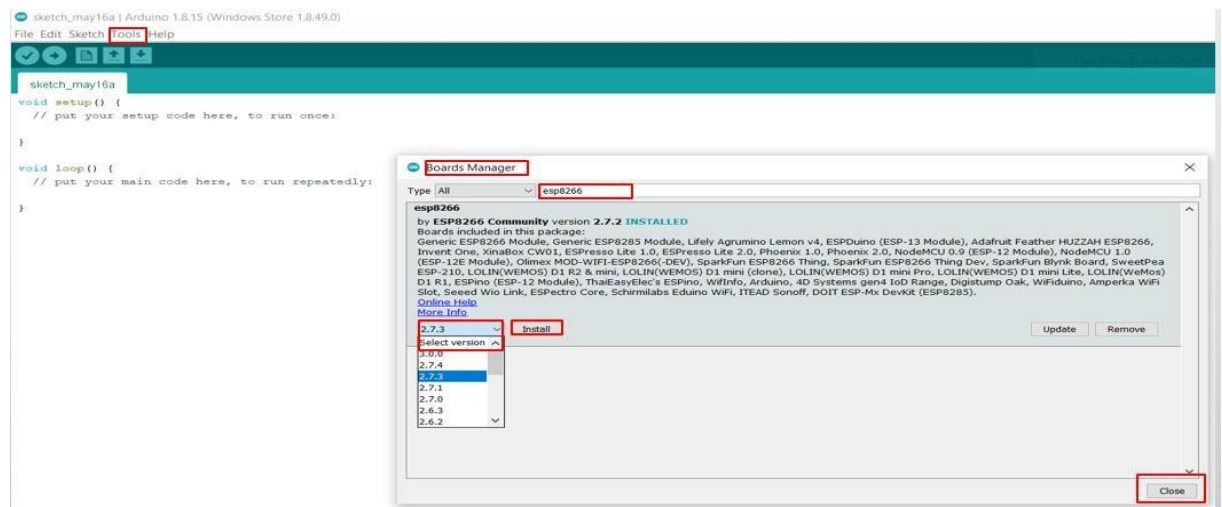 sketch_may16a | Arduino 1.8.15 (Windows Store 1.8.49.0)
File Edit Sketch Tools Help
sketch_may16a
void setup() {
// put your setup code here, to run once:
}
void loop() {
// put your main code here, to run repeatedly:
}
Boards Manager
Type All esp8266
esp8266
by ESP8266 Community version 2.7.2 INSTALLED
Boards included in this package:
Generic ESP8266 Module, Generic ESP8285 Module, Lifely Agrumino Lemon v4, ESPDuino (ESP-13 Module), Adafruit Feather HUZZAH ESP8266,
Invent One, XinaBox CW01, ESPresso Lite 1.0, ESPresso Lite 2.0, Phoenix 1.0, Phoenix 2.0, NodeMCU 0.9 (ESP-12 Module), NodeMCU 1.0
(ESP-12E Module), Olimex MOD-WIFI-ESP8266(-DEV), SparkFun ESP8266 Thing, SparkFun ESP8266 Thing Dev, SparkFun Blynk Board, SweetPea
ESP-210, LOLIN(WEMOS) D1 R2 & mini, LOLIN(WEMOS) D1 mini (clone), LOLIN(WEMOS) D1 mini Pro, LOLIN(WEMOS) D1 mini Lite, LOLIN(WeMos)
D1 R1, ESPino (ESP-12 Module), ThaiEasyElec's ESPino, WifInfo, Arduino, 4D Systems gen4 IoD Range, Digistump Oak, WiFiduino, Amperka WiFi
Slot, Seeed Wio Link, ESPectro Core, Schirmilabs Eduino WiFi, ITEAD Sonoff, DOIT ESP-Mx DevKit (ESP8285).
Online Help
More Info
2.7.3 Install Update Remove
Select version
3.0.0
2.7.4
2.7.3
2.7.1
2.7.0
2.6.3
2.6.2
Close